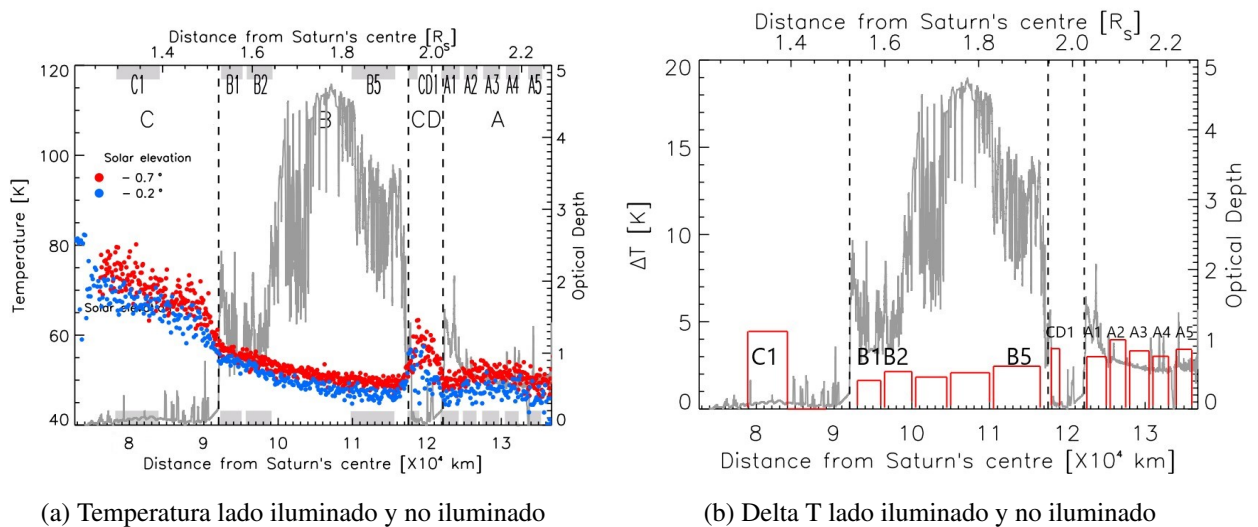 Distance from Saturn's centre [R_s]
1.4 1.6 1.8 2.0 2.2
C1 B1 B2 B5 CD1 A1 A2 A3 A4 A5
C B CD A
Solar elevation
- 0.7°
- 0.2°
Solar elevation
120
100
80
60
40
Temperature [K]
5
4
3
2
1
0
Optical Depth
8 9 10 11 12 13
Distance from Saturn's centre [X10⁴ km]
(a) Temperatura lado iluminado y no iluminado
Distance from Saturn's centre [R_s]
1.4 1.6 1.8 2.0 2.2
20
15
10
5
0
ΔT [K]
5
4
3
2
1
0
Optical Depth
CD1 A1 A2 A3 A4 A5
C1 B1 B2 B5
8 9 10 11 12 13
Distance from Saturn's centre [X10⁴ km]
(b) Delta T lado iluminado y no iluminado